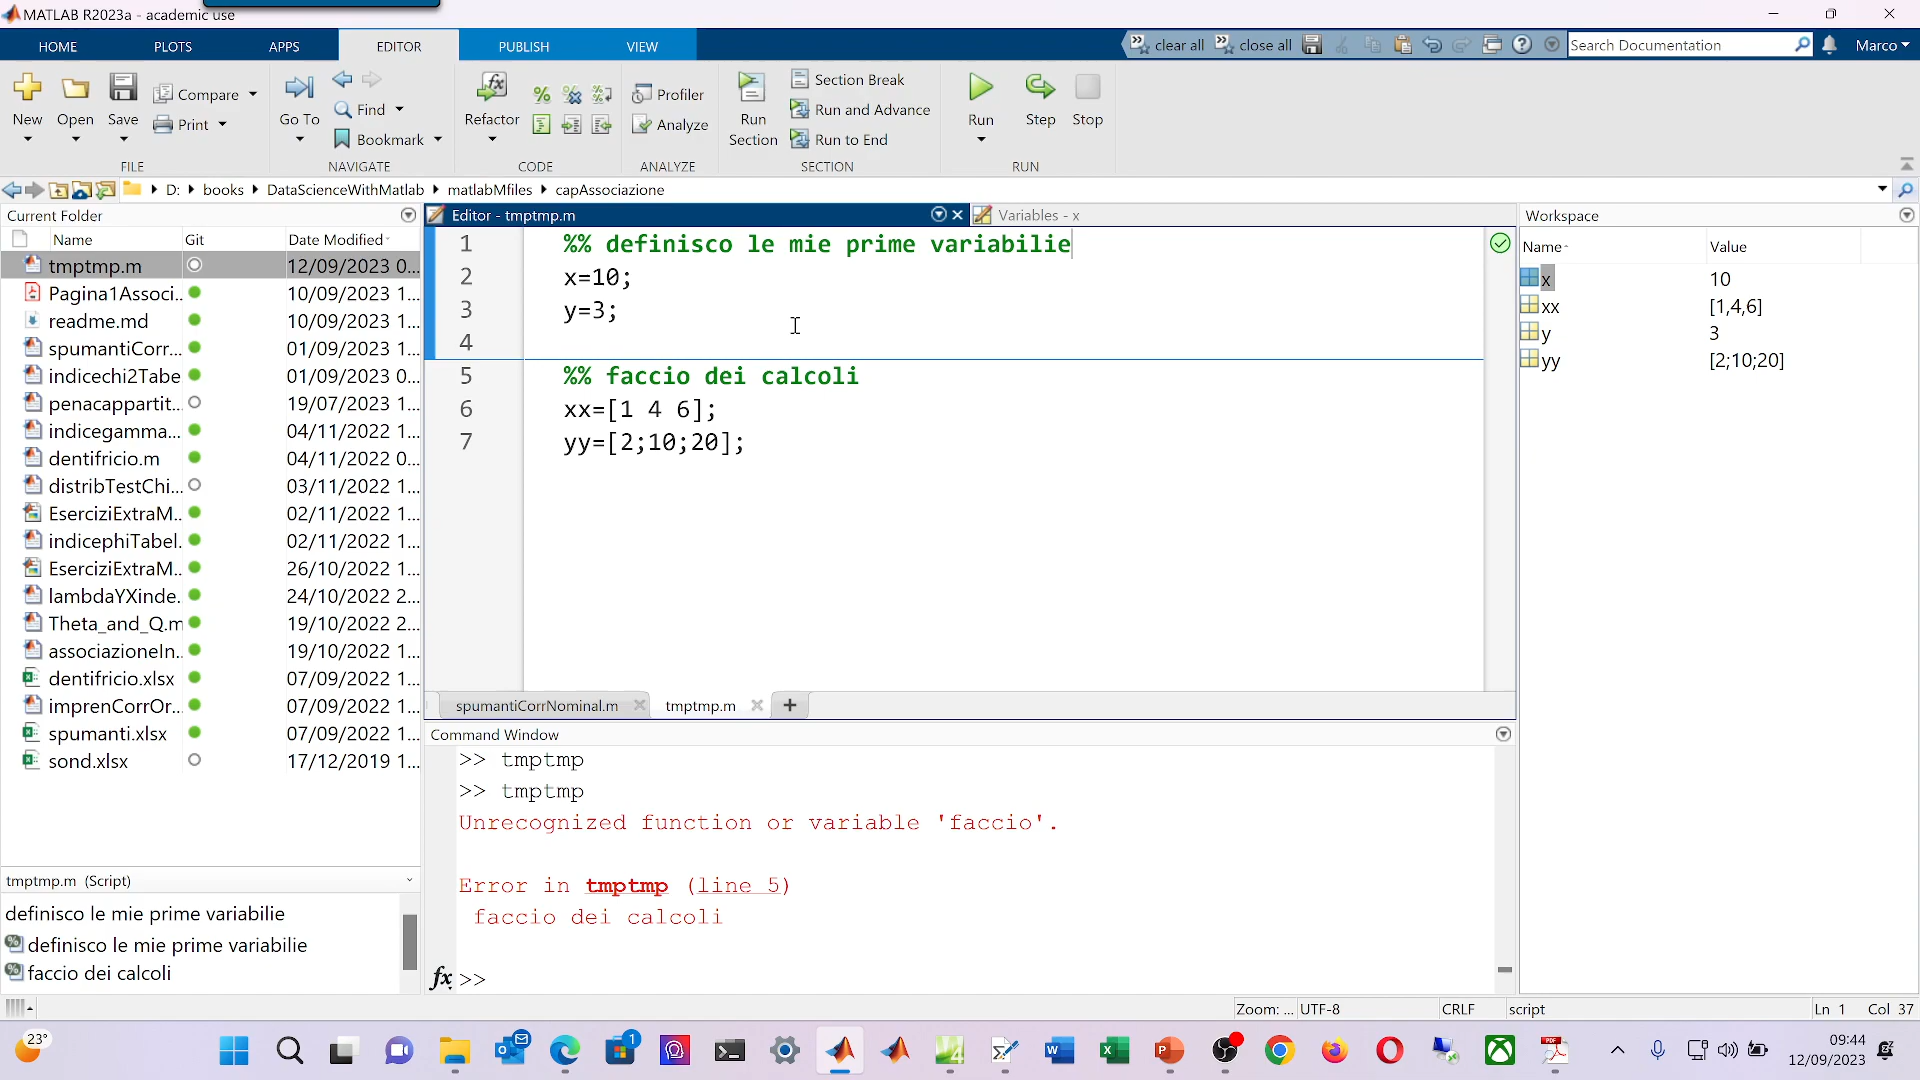 MATLAB R2023a - academic use
HOME PLOTS APPS EDITOR PUBLISH VIEW clear all close all Search Documentation Marco
New Open Save Compare Print Go To Find Bookmark Refactor Profiler Analyze Run Section Section Break Run and Advance Run to End Run Step Stop
FILE NAVIGATE CODE ANALYZE SECTION RUN
D: books DataScienceWithMatlab matlabMfiles capAssociazione
Current Folder
Name Git Date Modified
tmptmp.m 12/09/2023 0...
Pagina1Associ... 10/09/2023 1...
readme.md 10/09/2023 1...
spumantiCorr... 01/09/2023 1...
indicechi2Tabe 01/09/2023 0...
penacappartit... 19/07/2023 1...
indicegamma... 04/11/2022 1...
dentifricio.m 04/11/2022 0...
distribTestChi... 03/11/2022 1...
EserciziExtraM... 02/11/2022 1...
indicephiTabel. 02/11/2022 1...
EserciziExtraM... 26/10/2022 1...
lambdaYXinde. 24/10/2022 2...
Theta_and_Q.m 19/10/2022 2...
associazioneIn... 19/10/2022 1...
dentifricio.xlsx 07/09/2022 1...
imprenCorrOr... 07/09/2022 1...
spumanti.xlsx 07/09/2022 1...
sond.xlsx 17/12/2019 1...
tmptmp.m (Script)
definisco le mie prime variabilie
definisco le mie prime variabilie
faccio dei calcoli
Editor - tmptmp.m Variables - x
1 %% definisco le mie prime variabilie
2 x=10;
3 y=3;
4
5 %% faccio dei calcoli
6 xx=[1 4 6];
7 yy=[2;10;20];
spumantiCorrNominal.m tmptmp.m +
Command Window
>> tmptmp
>> tmptmp
Unrecognized function or variable 'faccio'.
Error in tmptmp (line 5)
faccio dei calcoli
fx >>
Workspace
Name Value
x 10
xx [1,4,6]
y 3
yy [2;10;20]
Zoom: ... UTF-8 CRLF script Ln 1 Col 37
23° 1 09:44
12/09/2023